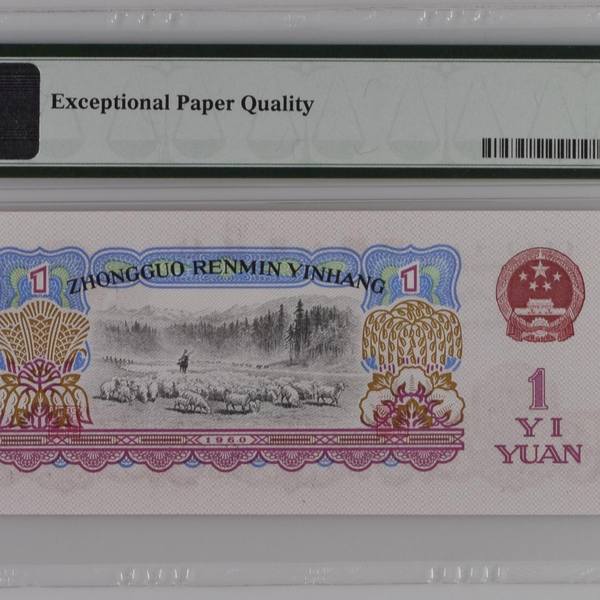 Exceptional Paper Quality
1 ZHONGGUO RENMIN YINHANG 1
1960
1
YI
YUAN